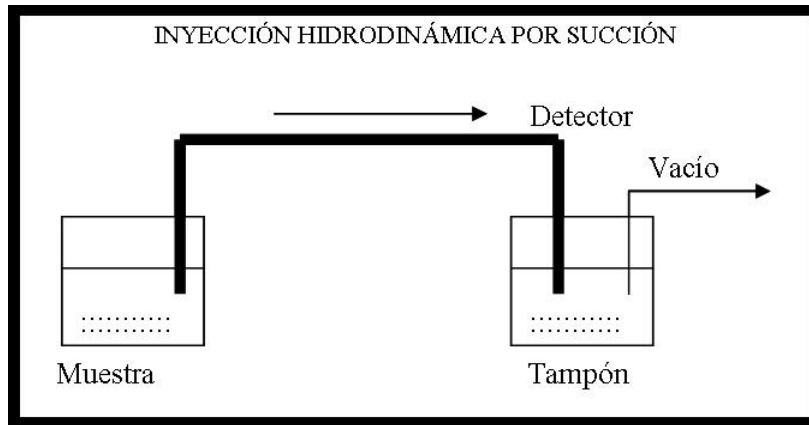 INYECCIÓN HIDRODINÁMICA POR SUCCIÓN
Detector
Vacío
Muestra
Tampón